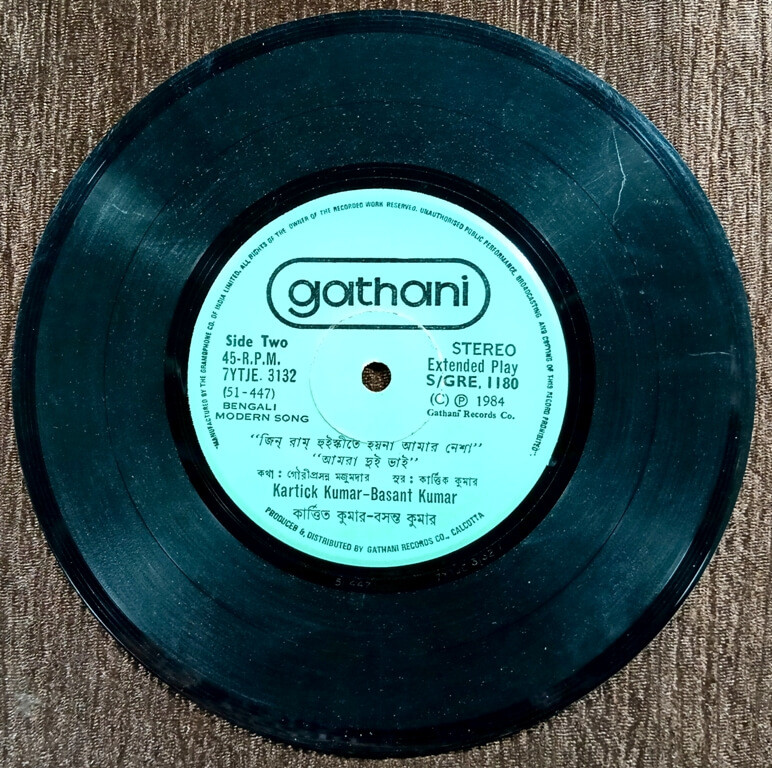 MANUFACTURED BY THE GRAMOPHONE CO. OF INDIA LIMITED. ALL RIGHTS OF THE OWNER OF THE RECORDED WORK RESERVED. UNAUTHORISED PUBLIC PERFORMANCE, BROADCASTING AND COPYING OF THIS RECORD PROHIBITED.
gathani
Side Two
45-R.P.M.
7YTJE. 3132
(51-447)
BENGALI
MODERN SONG
STEREO
Extended Play
S/GRE, 1180
(C) Ⓟ 1984
Gathani Records Co.
"জিন্ রাম্ হুইস্কীতে হয়না আমার নেশা"
"আমরা দুই ভাই"
কথা : গৌরীপ্রসন্ন মজুমদার সুর : কার্ত্তিক কুমার
Kartick Kumar-Basant Kumar
কার্ত্তিত কুমার-বসন্ত কুমার
PRODUCED & DISTRIBUTED BY GATHANI RECORDS CO., CALCUTTA